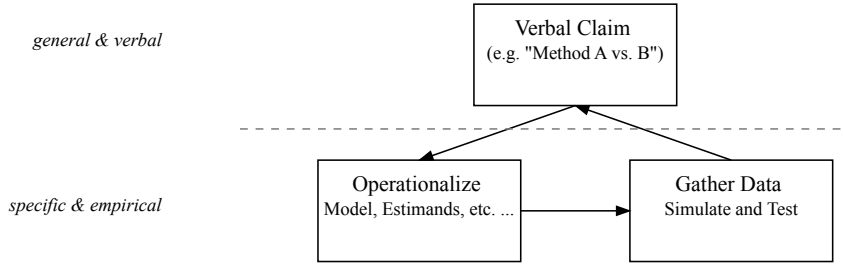 general & verbal
Verbal Claim
(e.g. "Method A vs. B")
specific & empirical
Operationalize
Model, Estimands, etc. ...
Gather Data
Simulate and Test